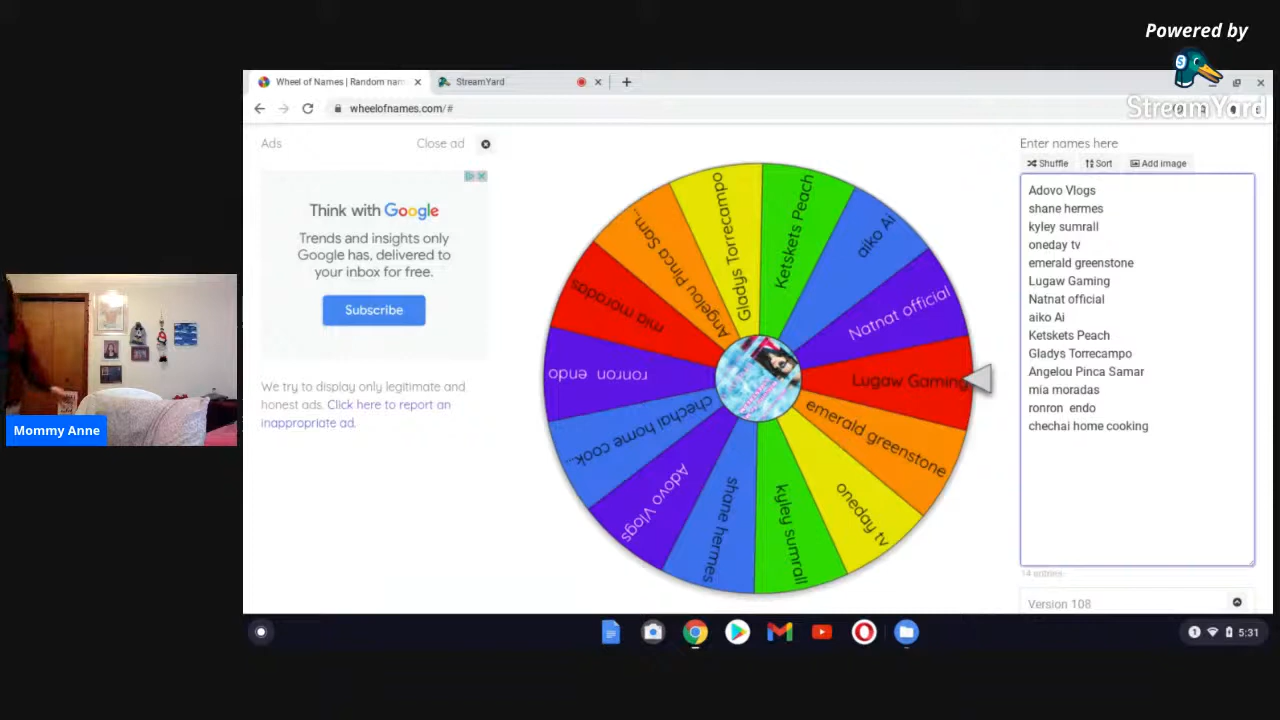 Powered by
StreamYard
Wheel of Names | Random nam
StreamYard
wheelofnames.com/#
Ads
Close ad
Think with Google
Trends and insights only
Google has, delivered to
your inbox for free.
Subscribe
We try to display only legitimate and
honest ads. Click here to report an
inappropriate ad.
Gladys Torrecampo
Ketskets Peach
aiko Ai
Natnat official
Lugaw Gaming
emerald greenstone
oneday tv
kyley sumrall
shane hermes
Adovo Vlogs
chechai home cook...
ronron endo
mia moradas
Angelou Pinca Sam...
Enter names here
Shuffle
Sort
Add image
Adovo Vlogs
shane hermes
kyley sumrall
oneday tv
emerald greenstone
Lugaw Gaming
Natnat official
aiko Ai
Ketskets Peach
Gladys Torrecampo
Angelou Pinca Samar
mia moradas
ronron endo
chechai home cooking
14 entries
Version 108
Mommy Anne
1
5:31